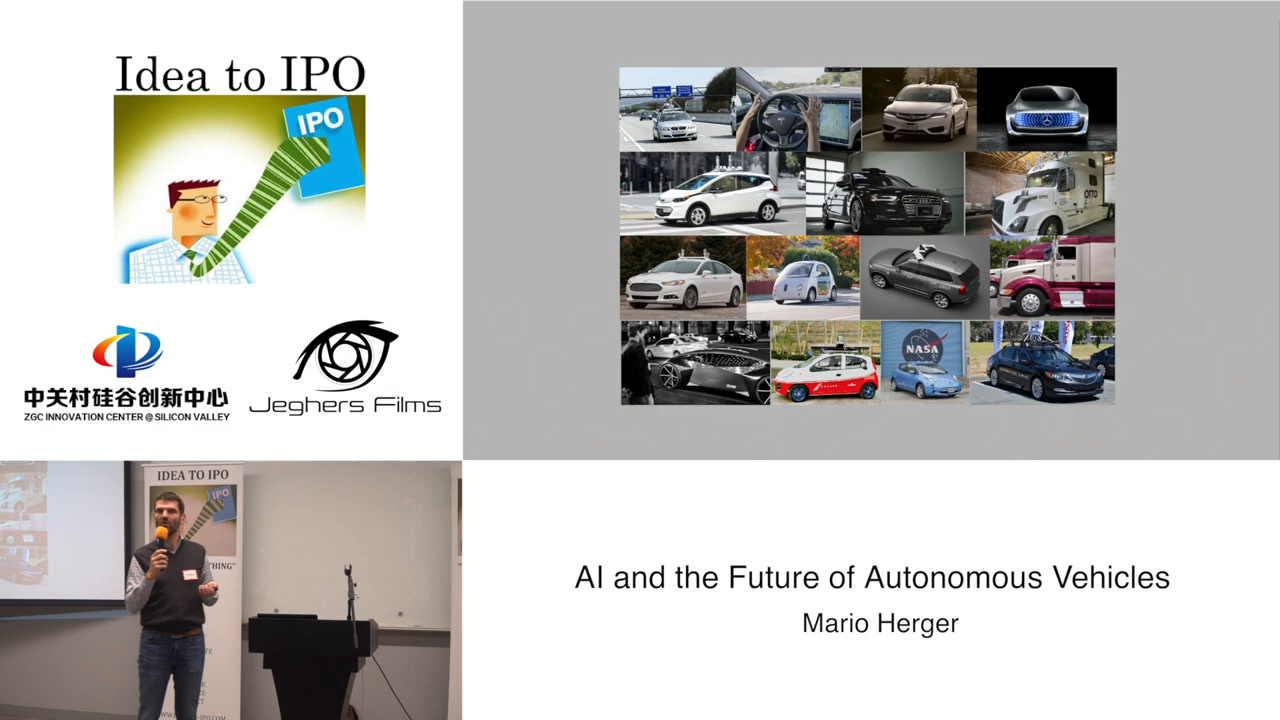 Idea to IPO
IPO
中关村硅谷创新中心
ZGC INNOVATION CENTER @ SILICON VALLEY
Jeghers Films
OTTO
NASA
IDEA TO IPO
IPO
THING"
AI and the Future of Autonomous Vehicles
Mario Herger